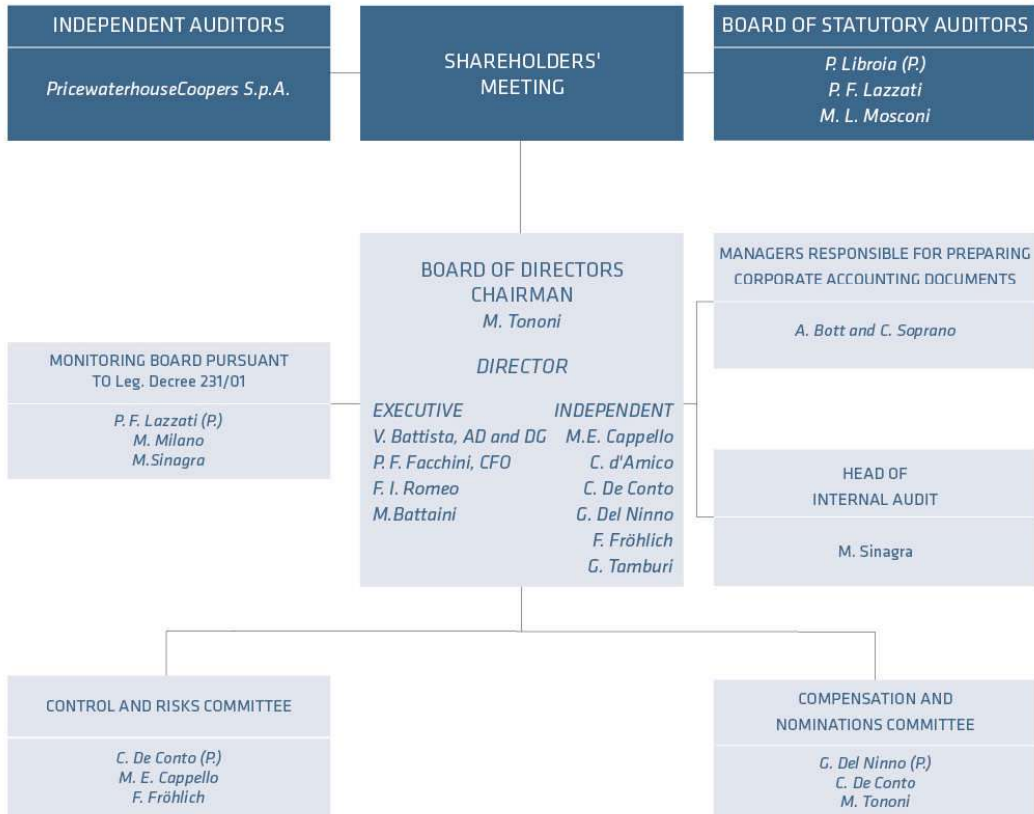 INDEPENDENT AUDITORS
PricewaterhouseCoopers S.p.A.
SHAREHOLDERS'
MEETING
BOARD OF STATUTORY AUDITORS
P. Libroia (P.)
P. F. Lazzati
M. L. Mosconi
BOARD OF DIRECTORS
CHAIRMAN
M. Tononi
DIRECTOR
EXECUTIVE
V. Battista, AD and DG
P. F. Facchini, CFO
F. I. Romeo
M.Battaini
INDEPENDENT
M.E. Cappello
C. d'Amico
C. De Conto
G. Del Ninno
F. Fröhlich
G. Tamburi
MANAGERS RESPONSIBLE FOR PREPARING
CORPORATE ACCOUNTING DOCUMENTS
A. Bott and C. Soprano
MONITORING BOARD PURSUANT
TO Leg. Decree 231/01
P. F. Lazzati (P.)
M. Milano
M.Sinagra
HEAD OF
INTERNAL AUDIT
M. Sinagra
CONTROL AND RISKS COMMITTEE
C. De Conto (P.)
M. E. Cappello
F. Fröhlich
COMPENSATION AND
NOMINATIONS COMMITTEE
G. Del Ninno (P.)
C. De Conto
M. Tononi